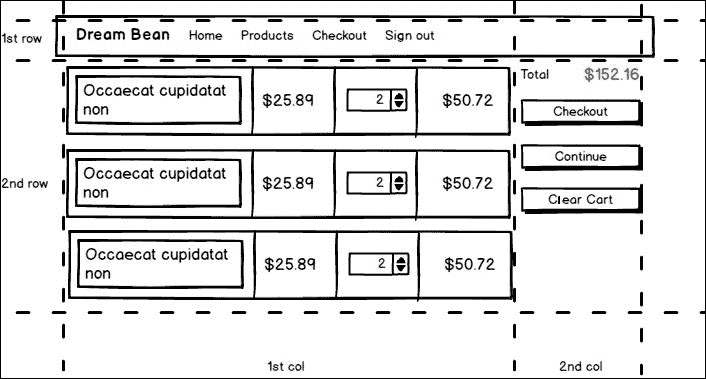 1st row
Dream Bean Home Products Checkout Sign out
Total $152.16
Occaecat cupidatat
non
$25.89 2 $50.72
Checkout
Continue
2nd row
Occaecat cupidatat
non
$25.89 2 $50.72
Clear Cart
Occaecat cupidatat
non
$25.89 2 $50.72
1st col 2nd col